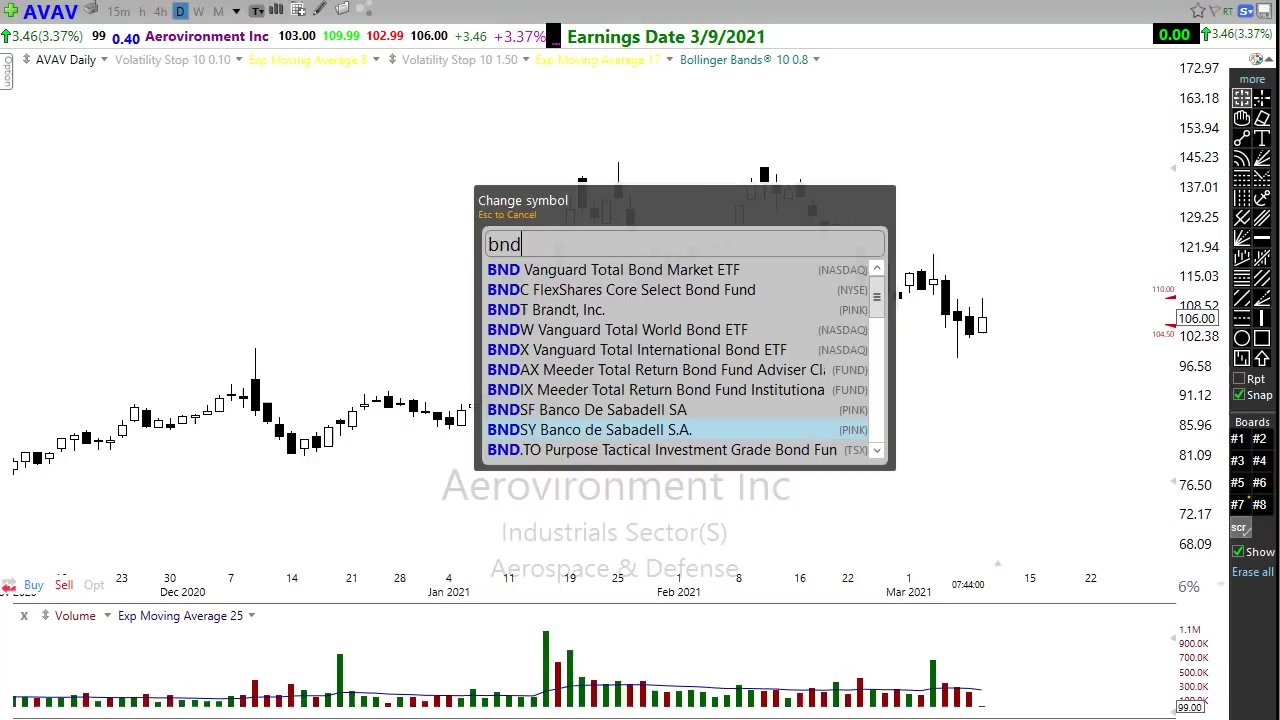 AVAV 15m h 4h D W M T RT S
3.46(3.37%) 99 0.40 Aerovironment Inc 103.00 109.99 102.99 106.00 +3.46 +3.37% Earnings Date 3/9/2021 0.00 3.46(3.37%)
Option
AVAV Daily Volatility Stop 10 0.10 Exp Moving Average 8 Volatility Stop 10 1.50 Exp Moving Average 17 Bollinger Bands® 10 0.8
more
172.97
163.18
153.94
145.23
137.01
129.25
121.94
115.03
110.00
108.52
106.00
104.50
102.38
96.58
91.12
85.96
81.09
76.50
72.17
68.09
Change symbol
Esc to Cancel
bnd
BND Vanguard Total Bond Market ETF (NASDAQ)
BNDC FlexShares Core Select Bond Fund (NYSE)
BNDT Brandt, Inc. (PINK)
BNDW Vanguard Total World Bond ETF (NASDAQ)
BNDX Vanguard Total International Bond ETF (NASDAQ)
BNDAX Meeder Total Return Bond Fund Adviser Cl (FUND)
BNDIX Meeder Total Return Bond Fund Institutiona (FUND)
BNDSF Banco De Sabadell SA (PINK)
BNDSY Banco de Sabadell S.A. (PINK)
BND.TO Purpose Tactical Investment Grade Bond Fun (TSX)
Aerovironment Inc
Industrials Sector(S)
Aerospace & Defense
Rpt
Snap
Boards
#1 #2
#3 #4
#5 #6
#7 #8
scr
Show
Erase all
Buy Sell Opt
23 30 7 14 21 28 4 11 19 25 1 8 16 22 1 07:44:00 15 22
2020 Dec 2020 Jan 2021 Feb 2021 Mar 2021
6%
x Volume Exp Moving Average 25
1.1M
900.0K
700.0K
500.0K
300.0K
99.00